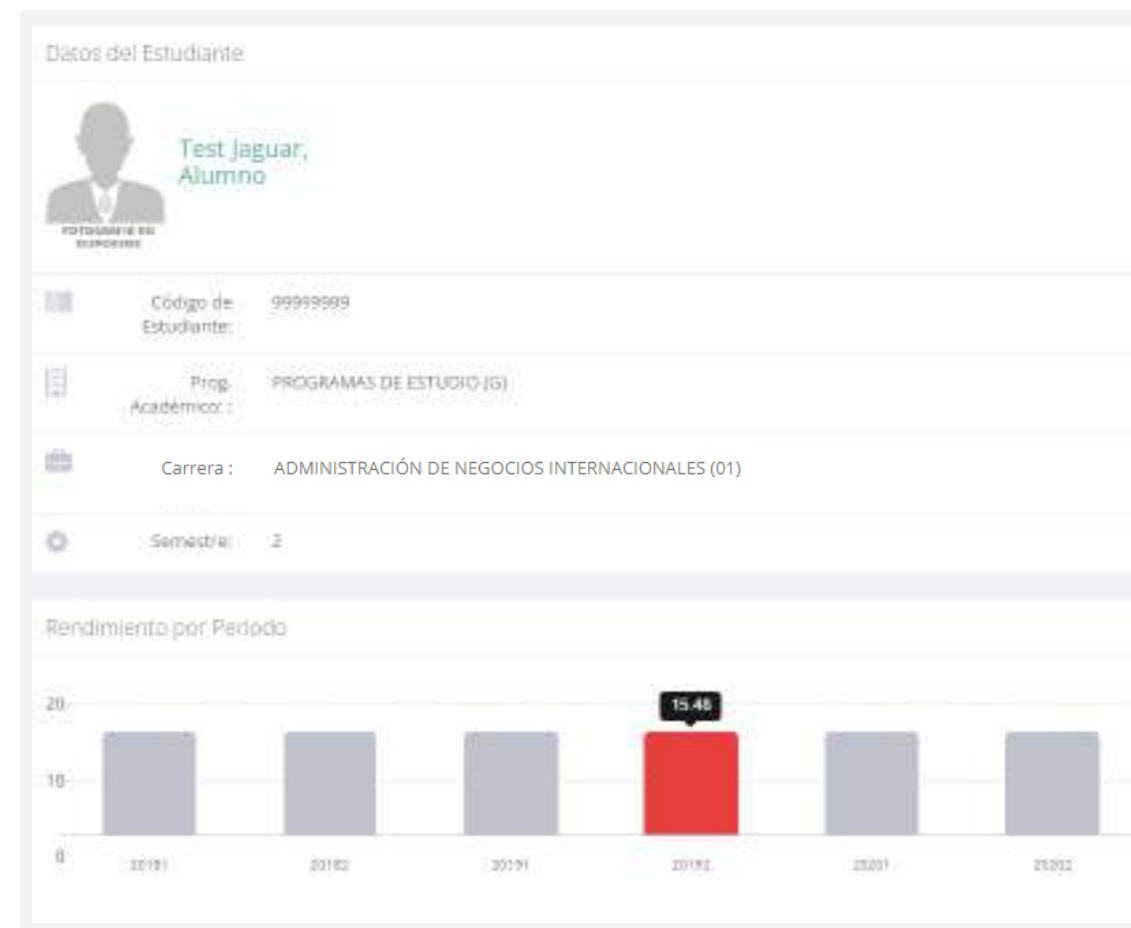 Datos del Estudiante
Test Jaguar,
Alumno
Código de
Estudiante:
99999999
Prog.
Académico: :
PROGRAMAS DE ESTUDIO (G)
Carrera :
ADMINISTRACIÓN DE NEGOCIOS INTERNACIONALES (01)
Semestre:
2
Rendimiento por Periodo
20
15.48
10
0
20181
20182
20191
20192
20201
20202